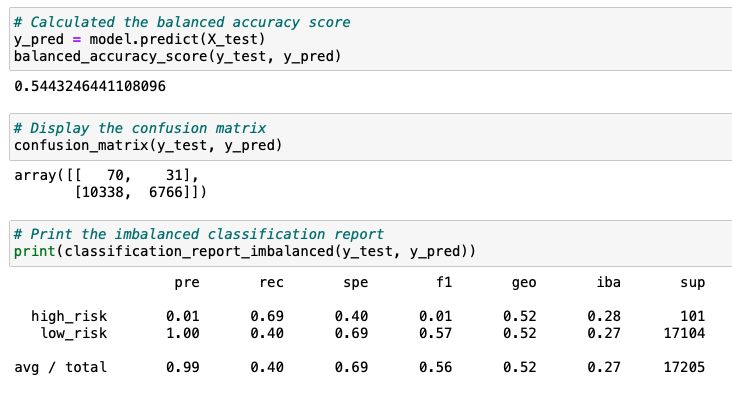 # Calculated the balanced accuracy score
y_pred = model.predict(X_test)
balanced_accuracy_score(y_test, y_pred)
0.5443246441108096
# Display the confusion matrix
confusion_matrix(y_test, y_pred)
array([[   70,    31],
       [10338,  6766]])
# Print the imbalanced classification report
print(classification_report_imbalanced(y_test, y_pred))
                   pre       rec       spe        f1       geo       iba       sup
  high_risk       0.01      0.69      0.40      0.01      0.52      0.28       101
   low_risk       1.00      0.40      0.69      0.57      0.52      0.27     17104
avg / total       0.99      0.40      0.69      0.56      0.52      0.27     17205